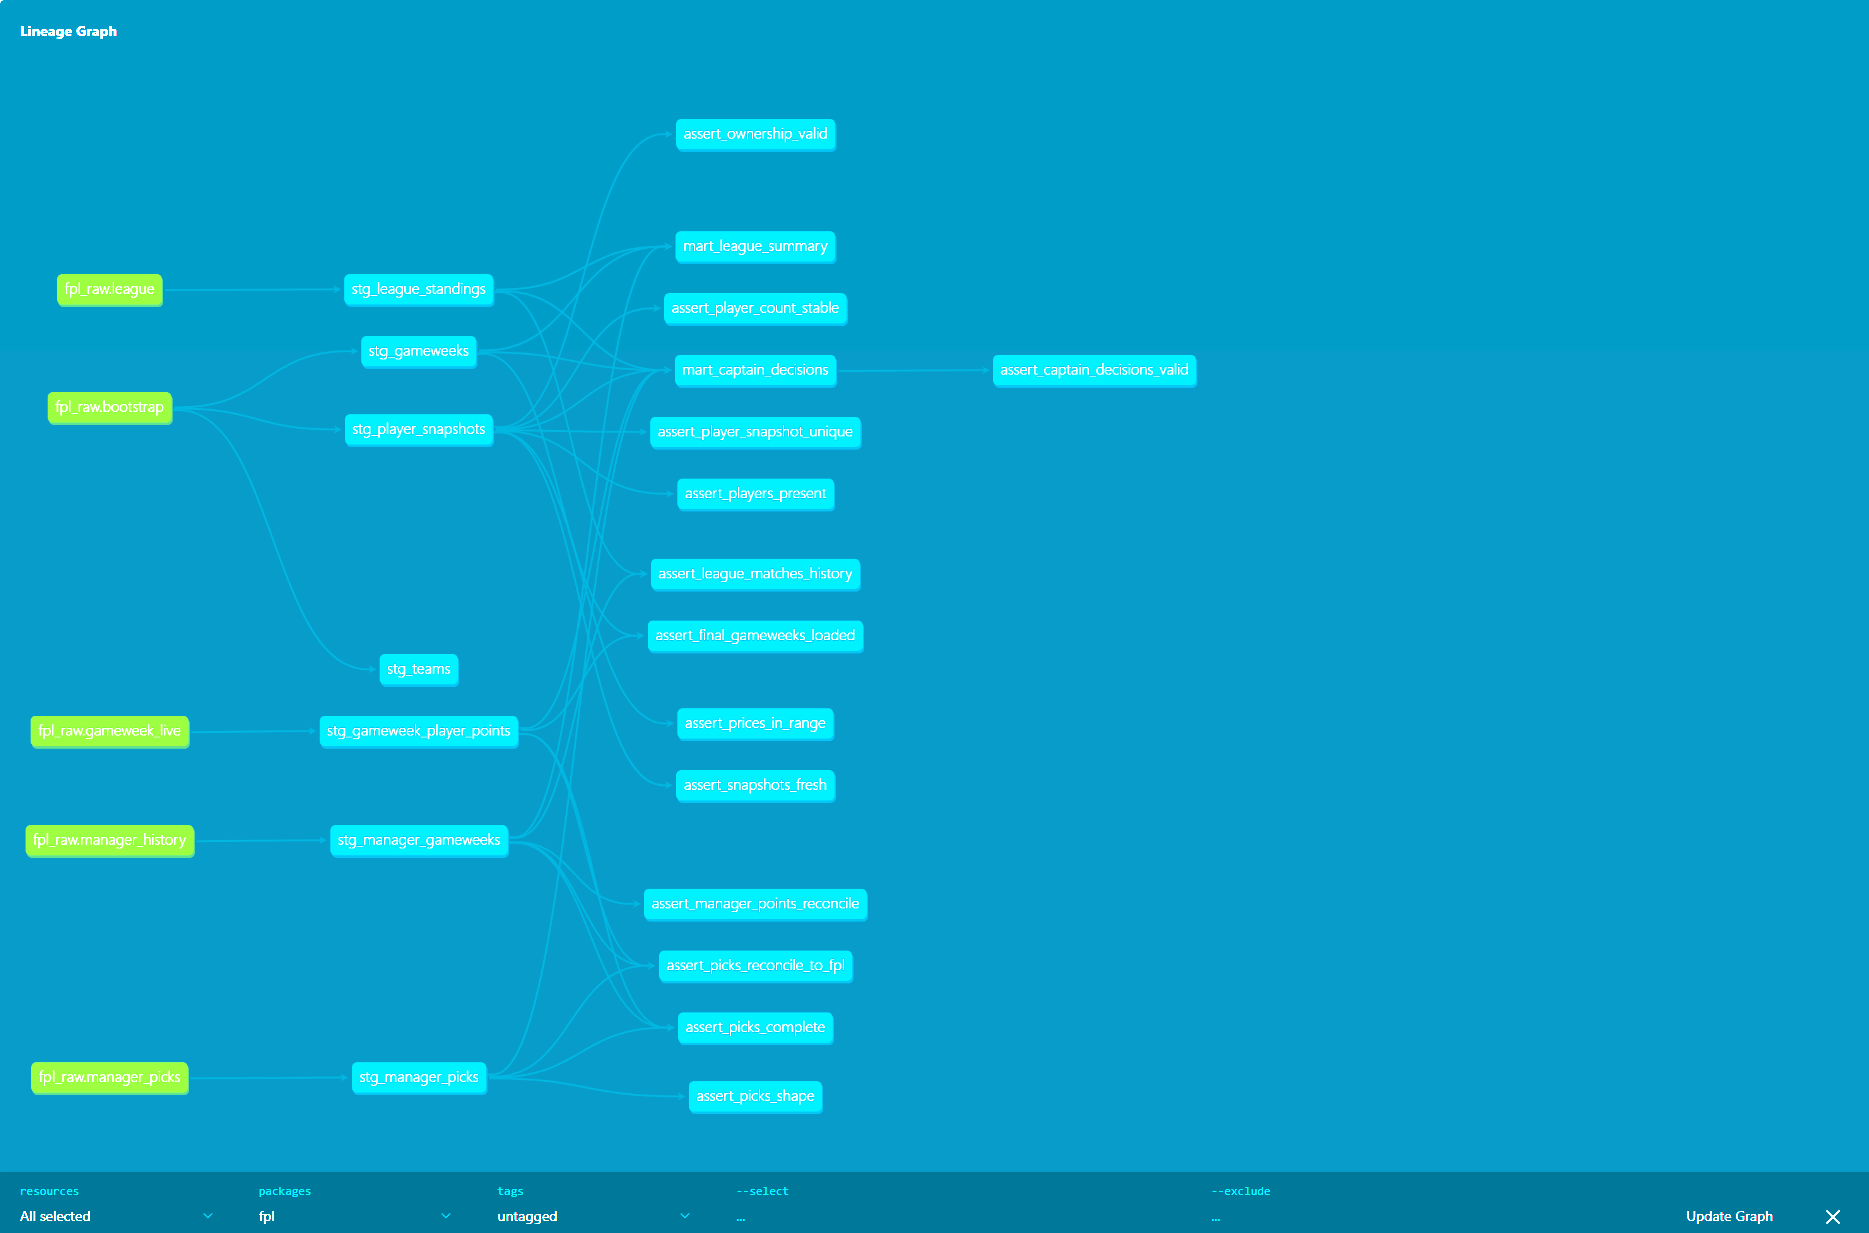 Lineage Graph
assert_ownership_valid
mart_league_summary
fpl_raw.league
stg_league_standings
assert_player_count_stable
stg_gameweeks
mart_captain_decisions
assert_captain_decisions_valid
fpl_raw.bootstrap
stg_player_snapshots
assert_player_snapshot_unique
assert_players_present
assert_league_matches_history
assert_final_gameweeks_loaded
stg_teams
fpl_raw.gameweek_live
stg_gameweek_player_points
assert_prices_in_range
assert_snapshots_fresh
fpl_raw.manager_history
stg_manager_gameweeks
assert_manager_points_reconcile
assert_picks_reconcile_to_fpl
assert_picks_complete
fpl_raw.manager_picks
stg_manager_picks
assert_picks_shape
resources packages tags --select --exclude
All selected fpl untagged ... ... Update Graph